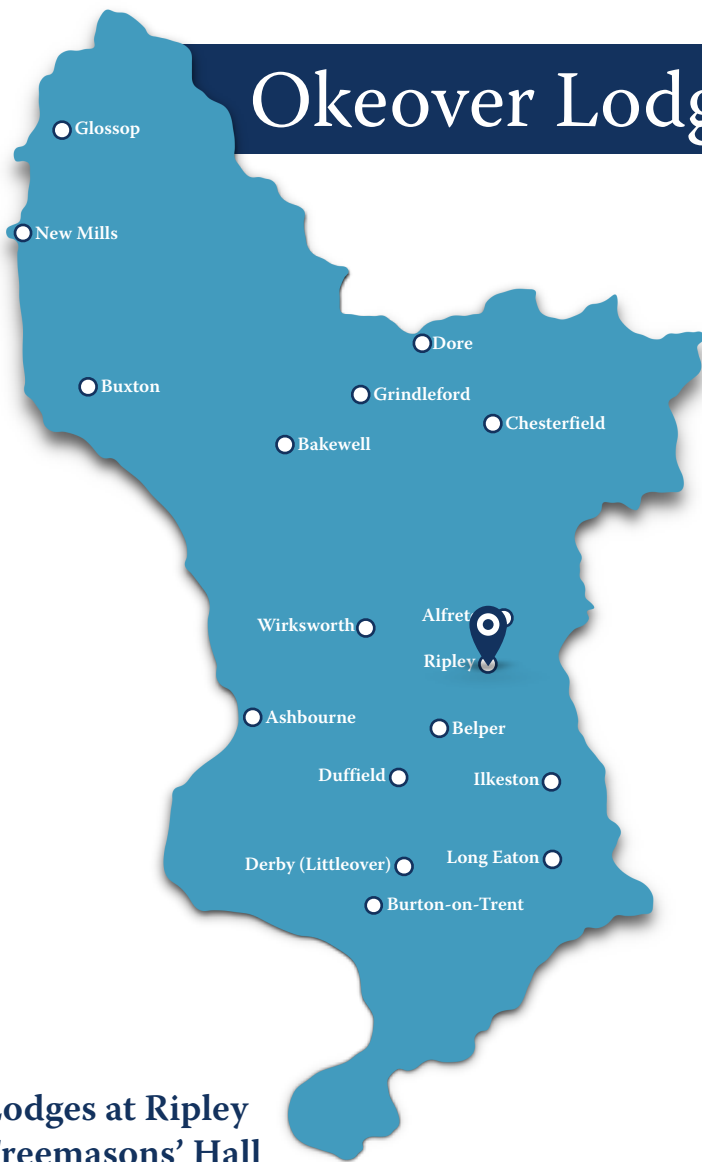 Okeover Lodg
Glossop
New Mills
Dore
Buxton
Grindleford
Chesterfield
Bakewell
Alfret
Wirksworth
Ripley
Ashbourne
Belper
Duffield
Ilkeston
Long Eaton
Derby (Littleover)
Burton-on-Trent
odges at Ripley
reemasons’ Hall